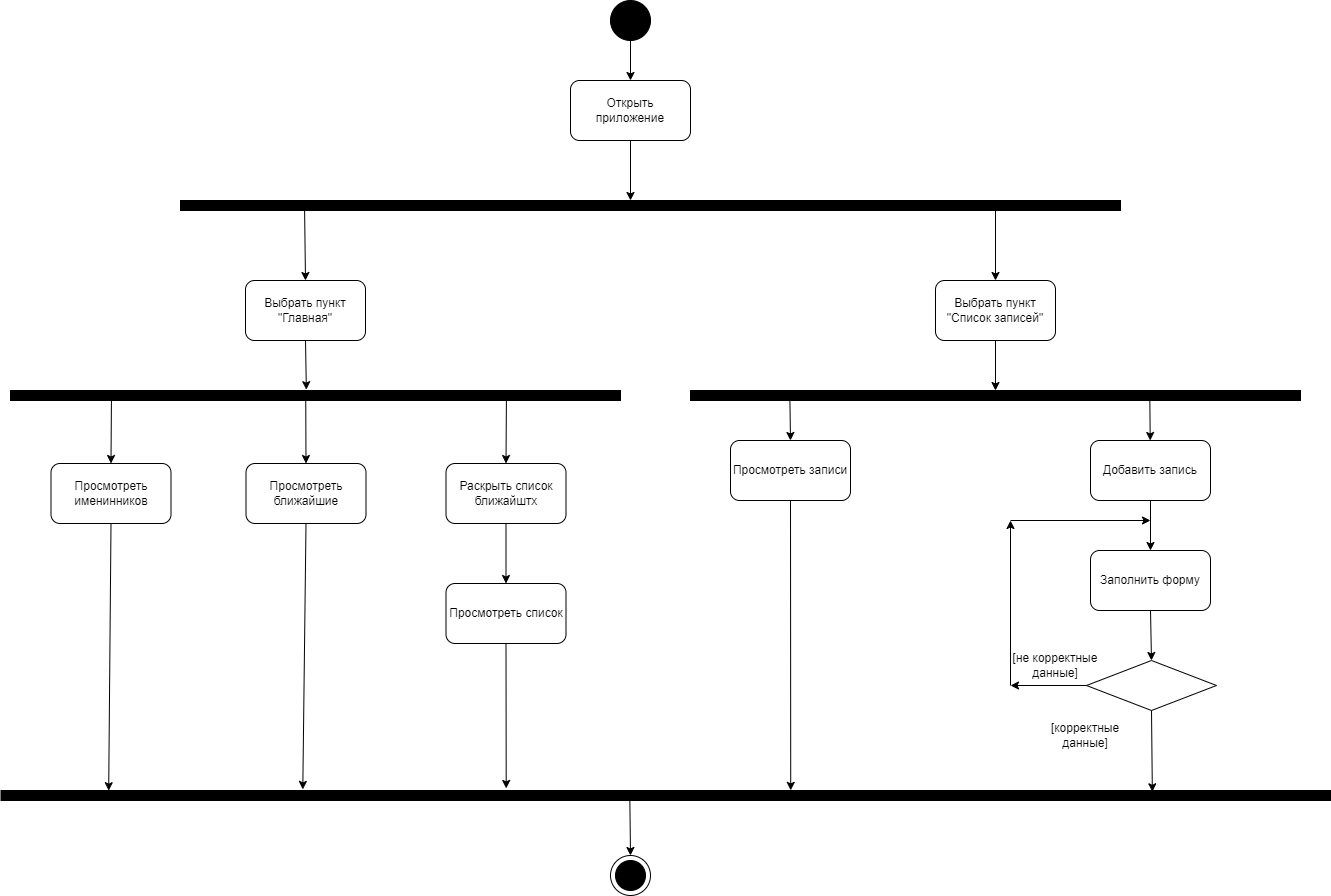 Открыть
приложение
Выбрать пункт
"Главная"
Выбрать пункт
"Список записей"
Просмотреть
именинников
Просмотреть
ближайшие
Раскрыть список
ближайштх
Просмотреть записи
Добавить запись
Заполнить форму
Просмотреть список
[не корректные
данные]
[корректные
данные]